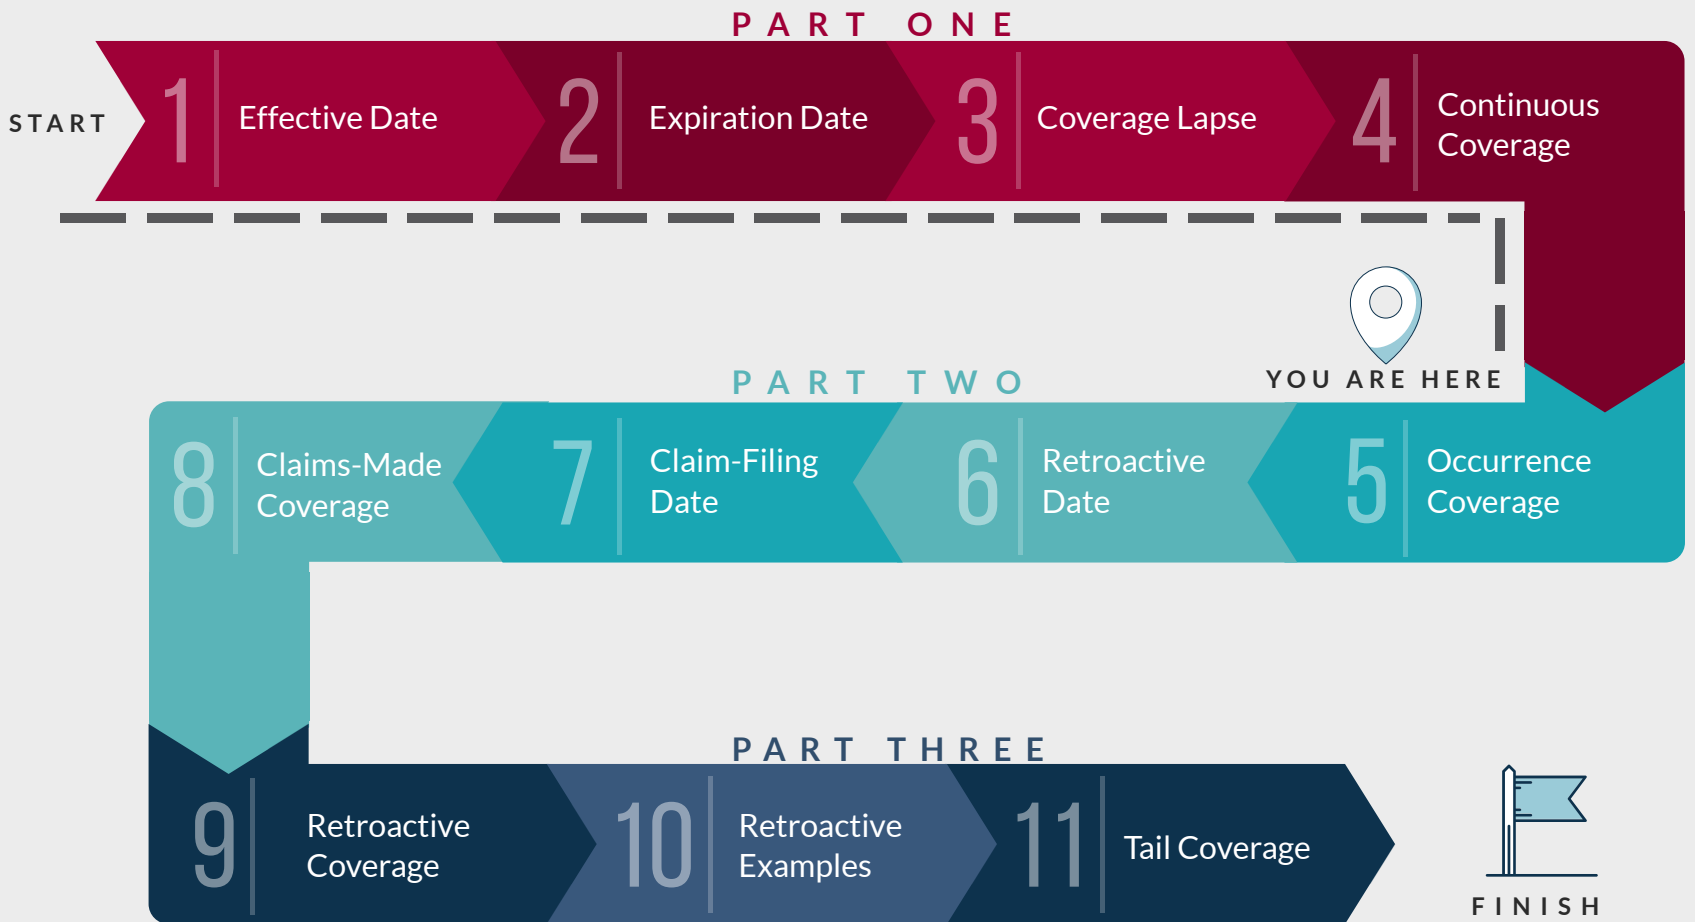 PART ONE
START
1
Effective Date
2
Expiration Date
3
Coverage Lapse
4
Continuous
Coverage
YOU ARE HERE
PART TWO
5
Occurrence
Coverage
6
Retroactive
Date
7
Claim-Filing
Date
8
Claims-Made
Coverage
PART THREE
9
Retroactive
Coverage
10
Retroactive
Examples
11
Tail Coverage
FINISH